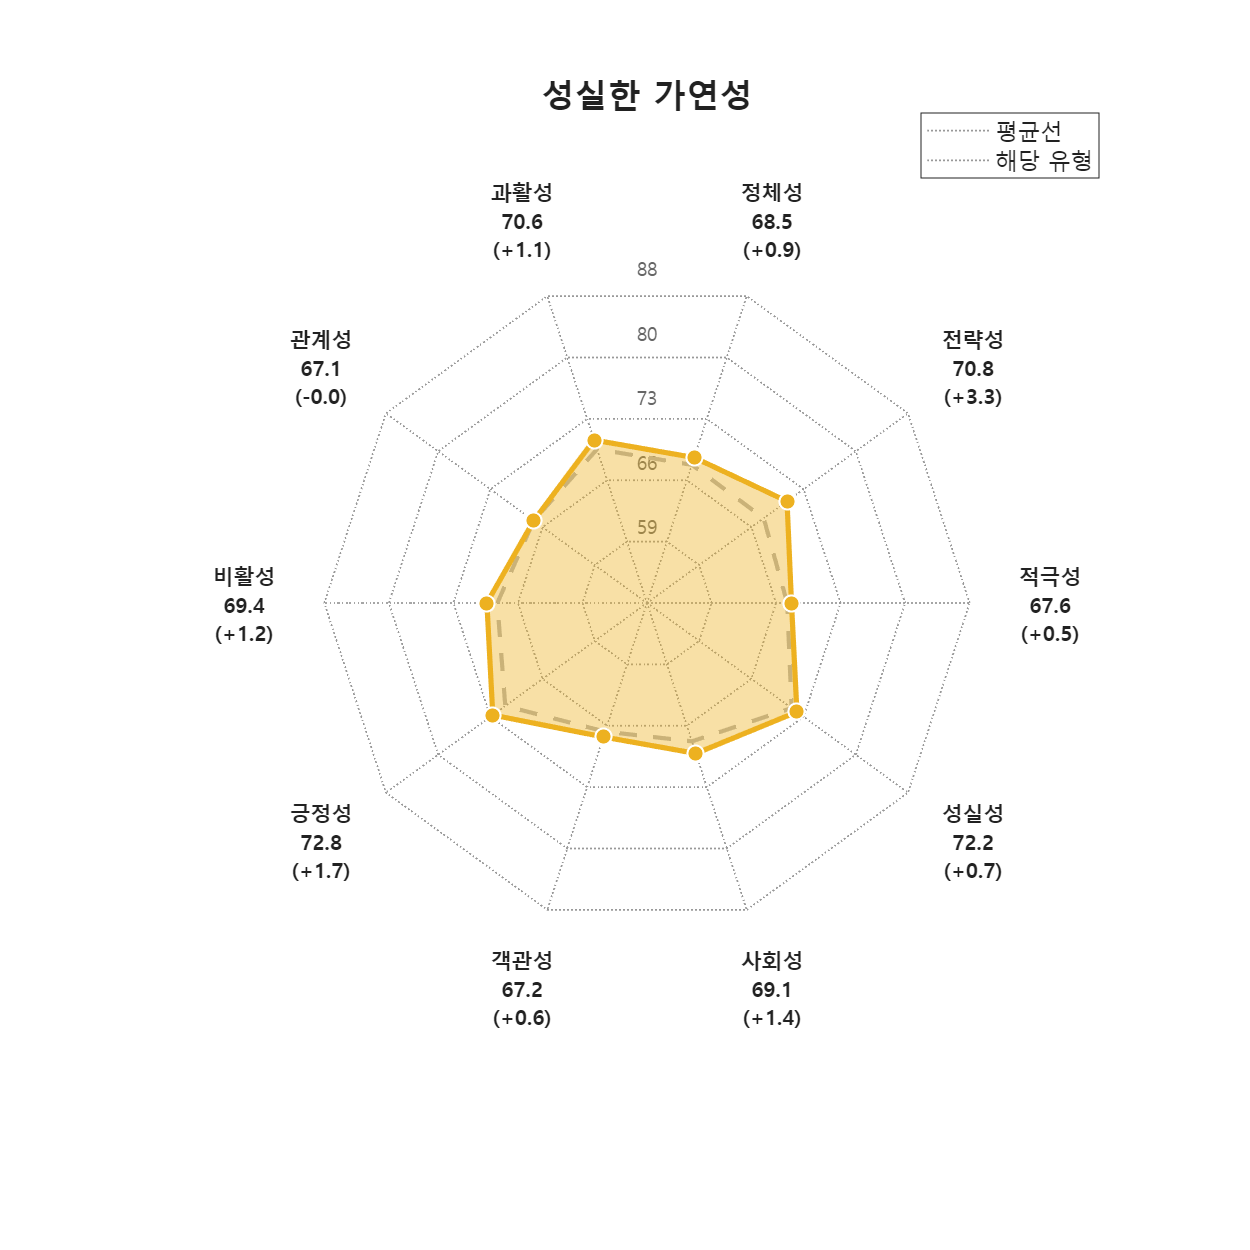 성실한 가연성
평균선
해당 유형
과활성
70.6
(+1.1)
정체성
68.5
(+0.9)
88
관계성
67.1
(-0.0)
80
전략성
70.8
(+3.3)
73
66
59
비활성
69.4
(+1.2)
적극성
67.6
(+0.5)
긍정성
72.8
(+1.7)
성실성
72.2
(+0.7)
객관성
67.2
(+0.6)
사회성
69.1
(+1.4)